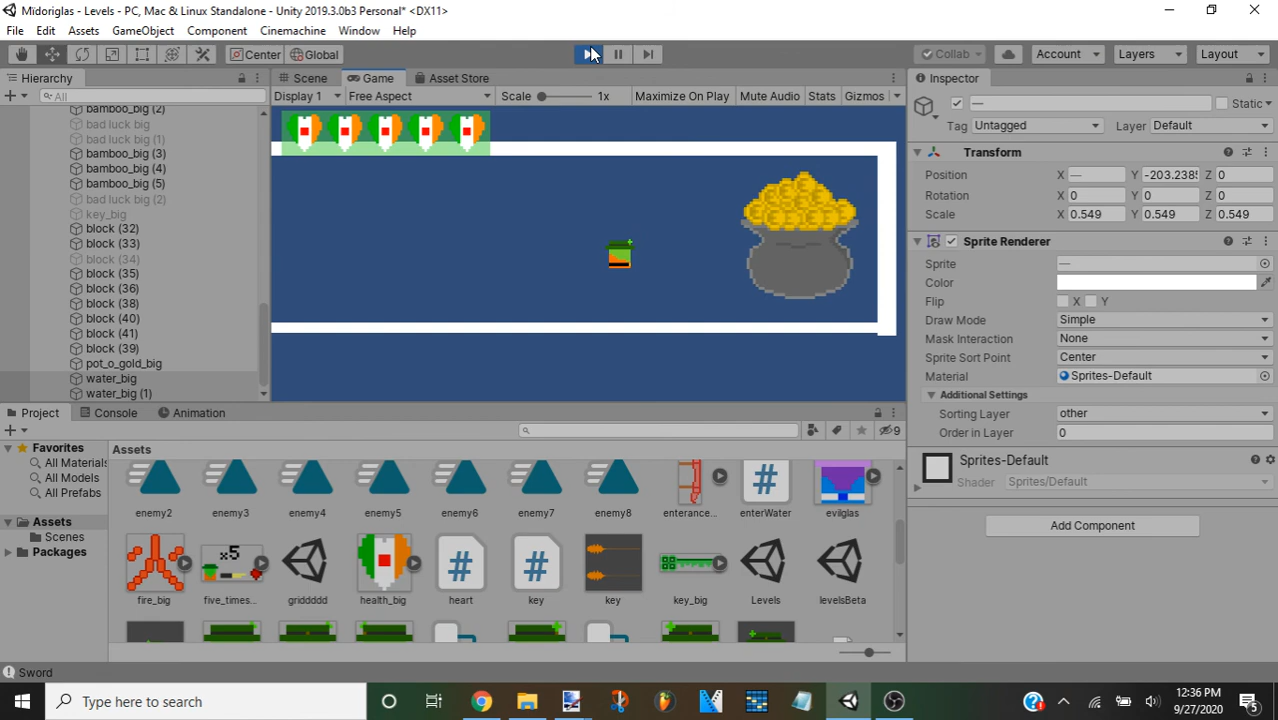 Midoriglas - Levels - PC, Mac & Linux Standalone - Unity 2019.3.0b3 Personal* <DX11>
File Edit Assets GameObject Component Cinemachine Window Help
Center Global Collab Account Layers Layout
Hierarchy Scene Game Asset Store Inspector
All Display 1 Free Aspect Scale 1x Maximize On Play Mute Audio Stats Gizmos
— Static
Tag Untagged Layer Default
bamboo_big (2)
bad luck big
bad luck big (1)
bamboo_big (3)
bamboo_big (4)
bamboo_big (5)
bad luck big (2)
key_big
block (32)
block (33)
block (34)
block (35)
block (36)
block (38)
block (40)
block (41)
block (39)
pot_o_gold_big
water_big
water_big (1)
Transform
Position X — Y -203.2385 Z 0
Rotation X 0 Y 0 Z 0
Scale X 0.549 Y 0.549 Z 0.549
Sprite Renderer
Sprite —
Color
Flip X Y
Draw Mode Simple
Mask Interaction None
Sprite Sort Point Center
Material Sprites-Default
Additional Settings
Sorting Layer other
Order in Layer 0
Sprites-Default
Shader Sprites/Default
Add Component
Project Console Animation
9
Favorites
All Materials
All Models
All Prefabs
Assets
Scenes
Packages
Assets
enemy2 enemy3 enemy4 enemy5 enemy6 enemy7 enemy8 enterance... enterWater evilglas
x5
fire_big five_times... griddddd health_big heart key key key_big Levels levelsBeta
Sword
Type here to search
12:36 PM
9/27/2020
5